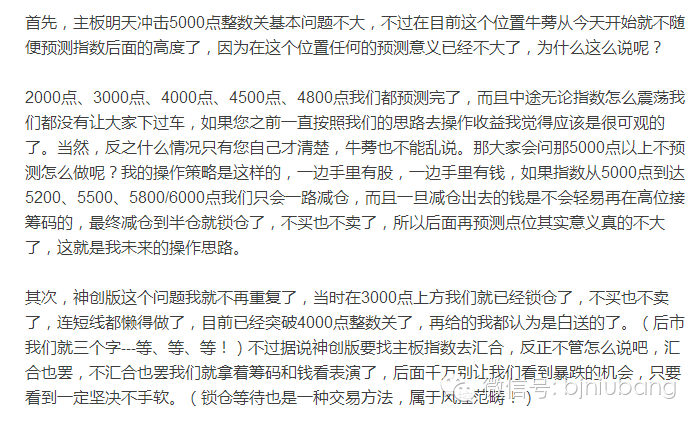 首先，主板明天冲击5000点整数关基本问题不大，不过在目前这个位置牛蒡从今天开始就不随
便预测指数后面的高度了，因为在这个位置任何的预测意义已经不大了，为什么这么说呢？
2000点、3000点、4000点、4500点、4800点我们都预测完了，而且中途无论指数怎么震荡我
们都没有让大家下过车，如果您之前一直按照我们的思路去操作收益我觉得应该是很可观的
了。当然，反之什么情况只有您自己才清楚，牛蒡也不能乱说。那大家会问那5000点以上不预
测怎么做呢？我的操作策略是这样的，一边手里有股，一边手里有钱，如果指数从5000点到达
5200、5500、5800/6000点我们只会一路减仓，而且一旦减仓出去的钱是不会轻易再在高位接
筹码的，最终减仓到半仓就锁仓了，不买也不卖了，所以后面再预测点位其实意义真的不大
了，这就是我未来的操作思路。
其次，神创版这个问题我就不再重复了，当时在3000点上方我们就已经锁仓了，不买也不卖
了，连短线都懒得做了，目前已经突破4000点整数关了，再给的我都认为是白送的了。（后市
我们就三个字---等、等、等！）不过据说神创版要找主板指数去汇合，反正不管怎么说吧，汇
合也罢，不汇合也罢我们就拿着筹码和钱看表演了，后面千万别让我们看到暴跌的机会，只要
看到一定坚决不手软。（锁仓等待也是一种交易方法，属于风控范畴！）
微信号: bjniubang